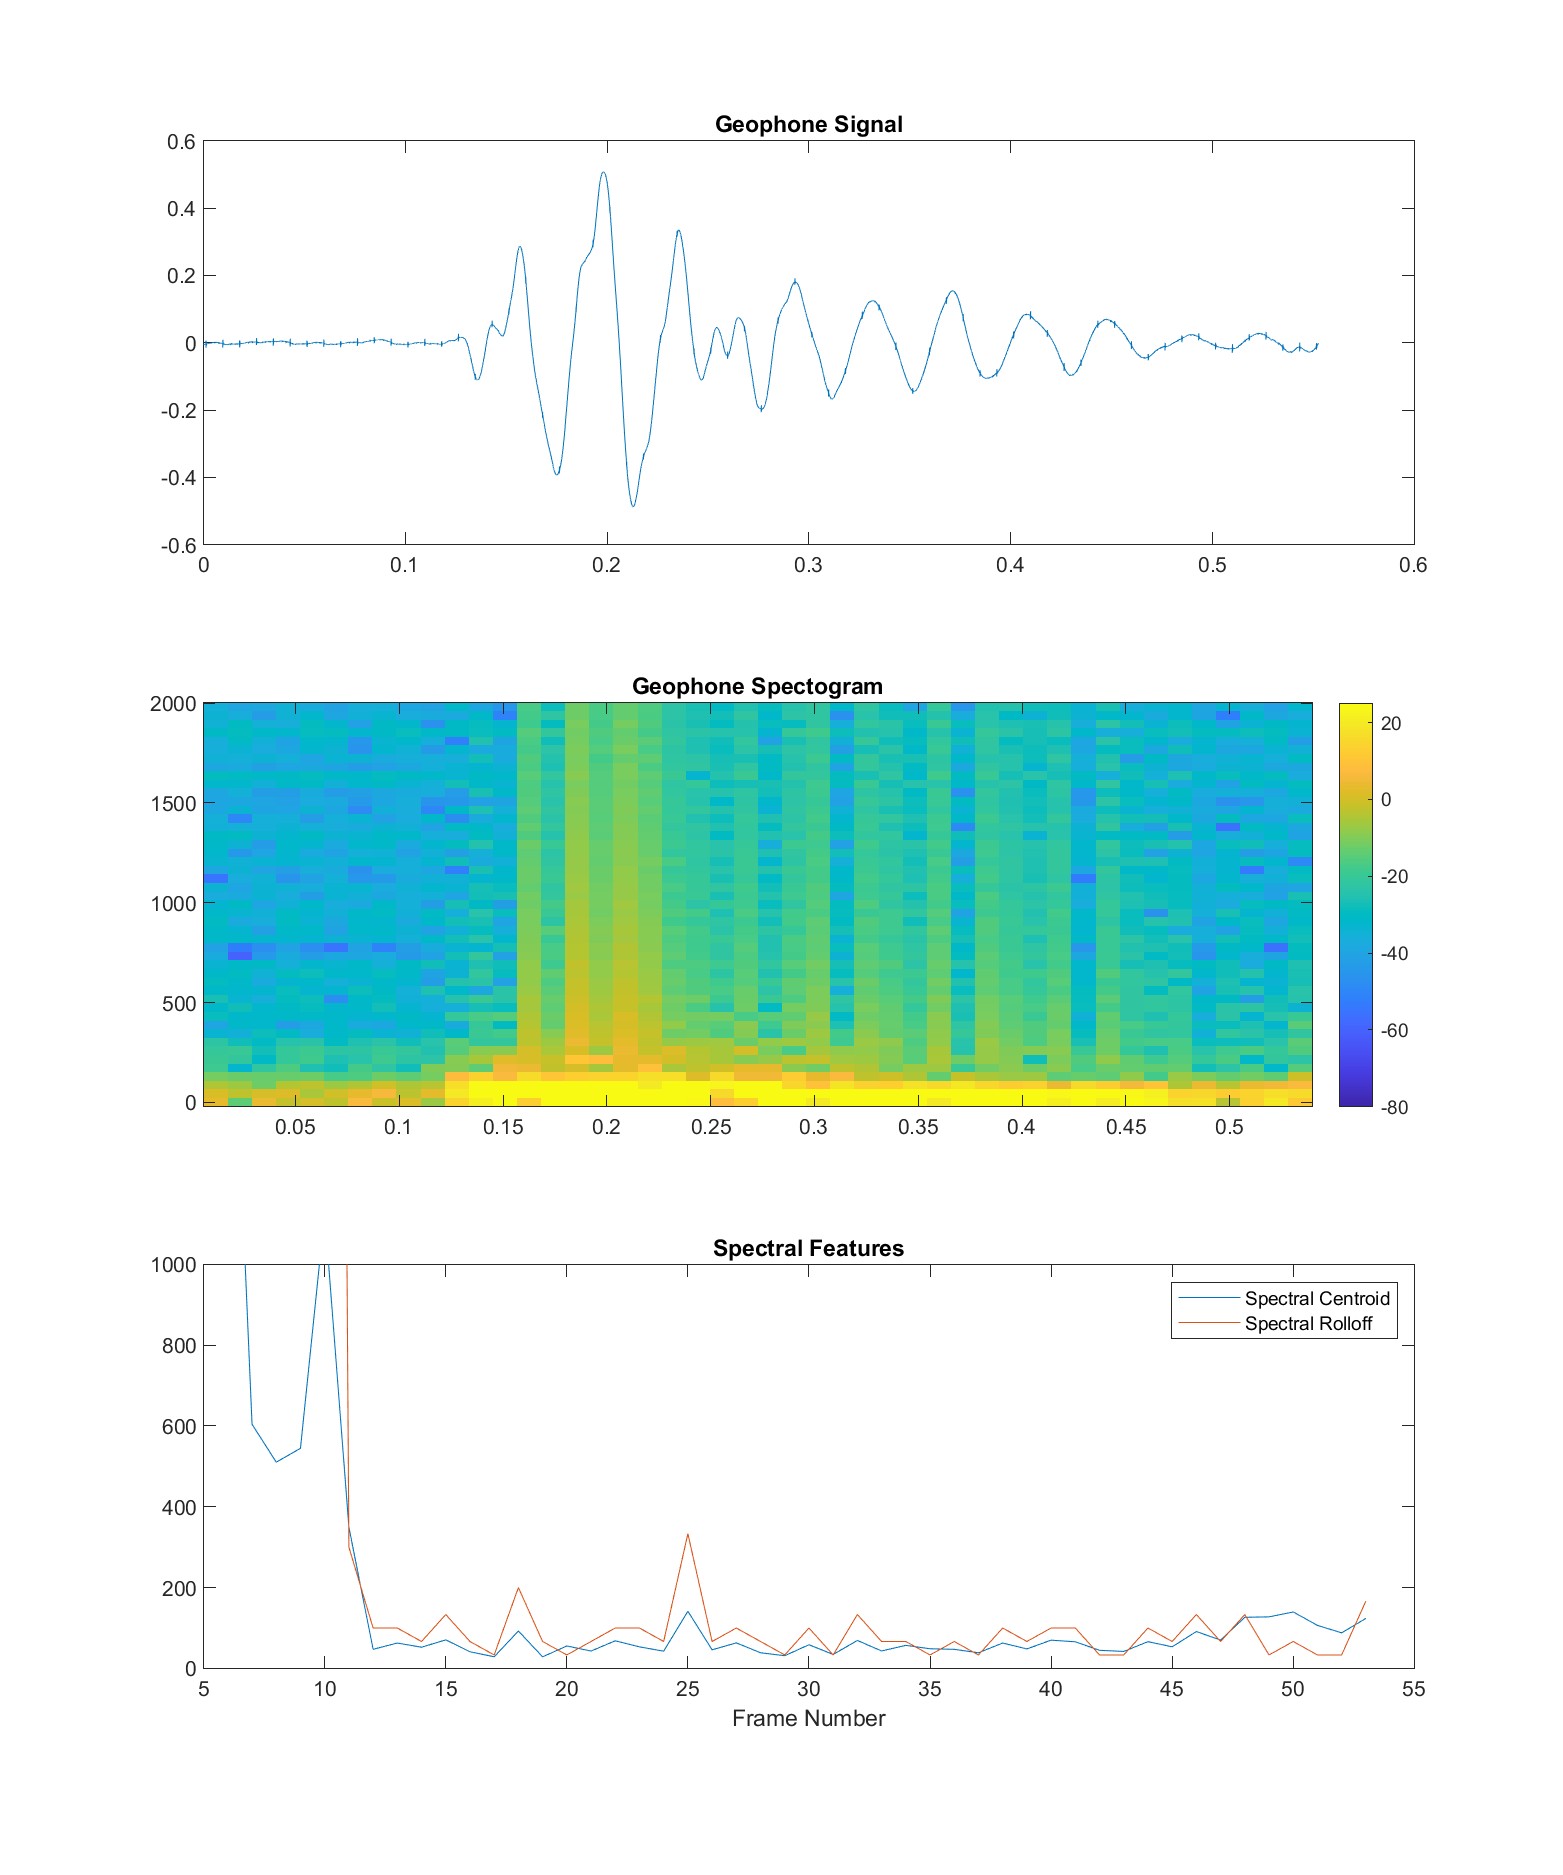 Geophone Signal
0.6
0.4
0.2
0
-0.2
-0.4
-0.6
0 0.1 0.2 0.3 0.4 0.5 0.6
Geophone Spectogram
2000
1500
1000
500
0
0.05 0.1 0.15 0.2 0.25 0.3 0.35 0.4 0.45 0.5
20
0
-20
-40
-60
-80
Spectral Features
1000
800
600
400
200
0
Spectral Centroid
Spectral Rolloff
5 10 15 20 25 30 35 40 45 50 55
Frame Number